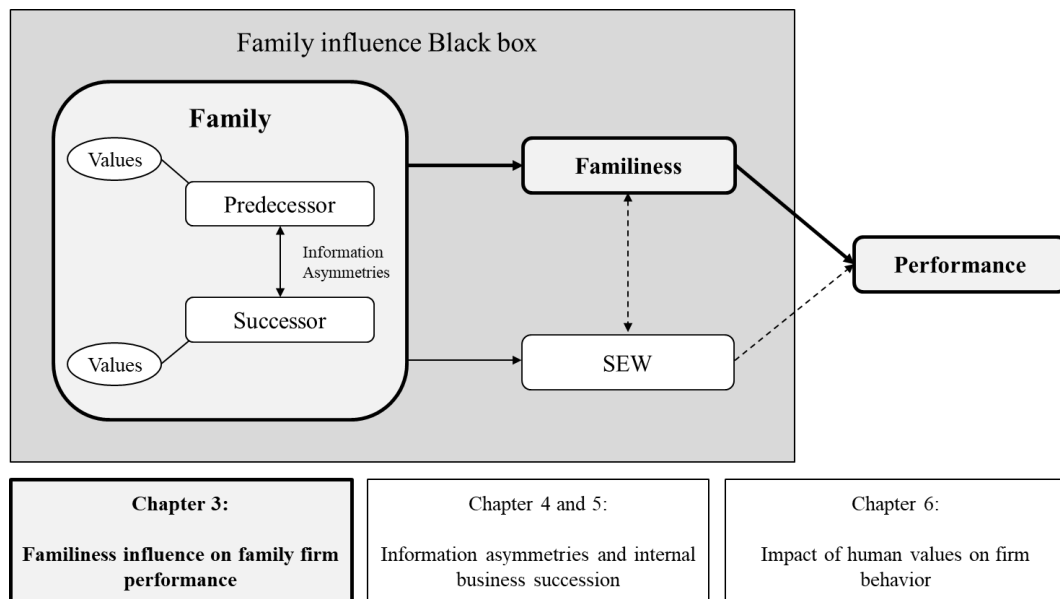 Family influence Black box
Family
Values
Predecessor
Information
Asymmetries
Successor
Values
Familiness
SEW
Performance
Chapter 3:
Familiness influence on family firm
performance
Chapter 4 and 5:
Information asymmetries and internal
business succession
Chapter 6:
Impact of human values on firm
behavior